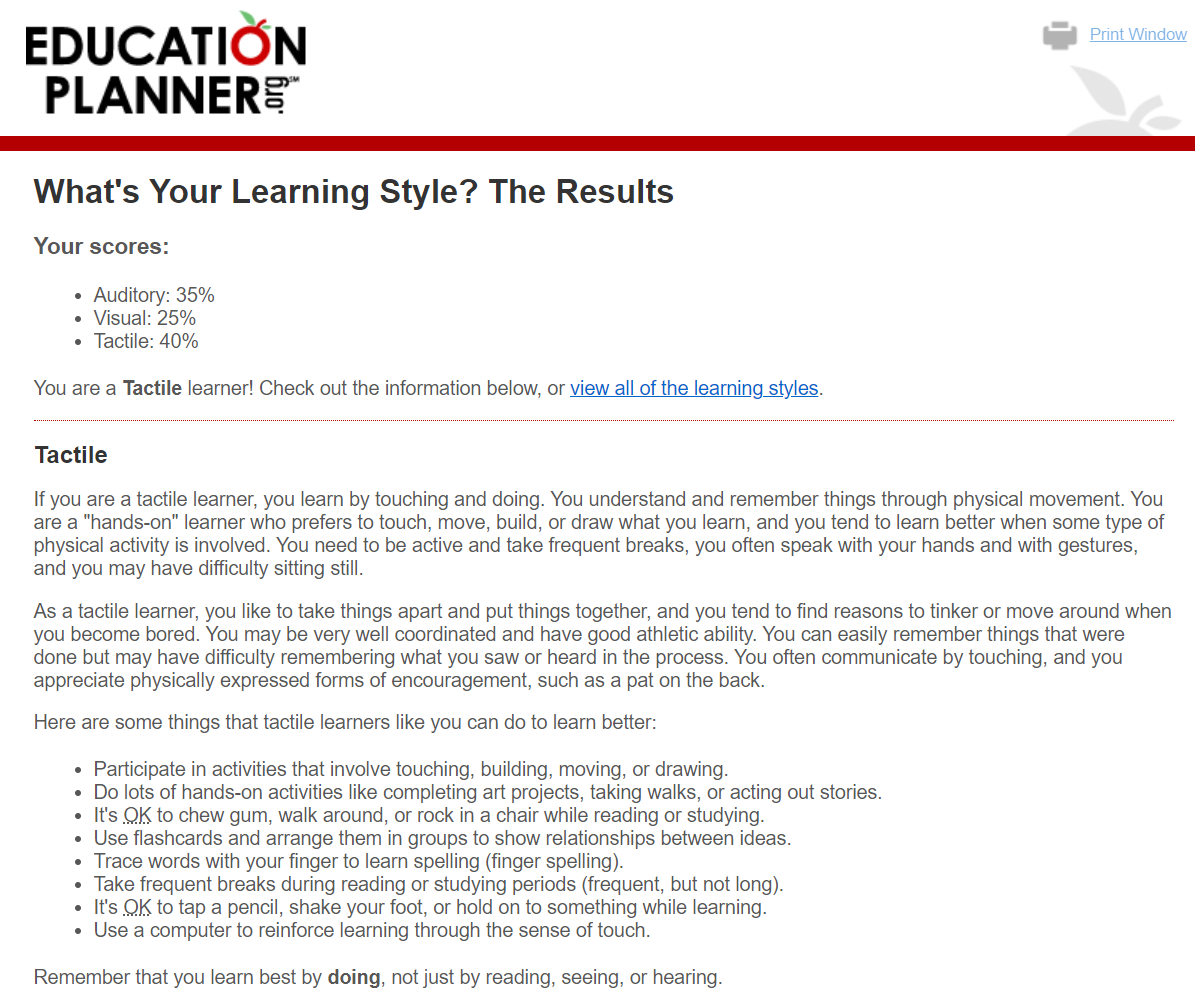 EDUCATION
PLANNER.org℠
Print Window
What's Your Learning Style? The Results
Your scores:
• Auditory: 35%
• Visual: 25%
• Tactile: 40%
You are a Tactile learner! Check out the information below, or view all of the learning styles.
Tactile
If you are a tactile learner, you learn by touching and doing. You understand and remember things through physical movement. You
are a "hands-on" learner who prefers to touch, move, build, or draw what you learn, and you tend to learn better when some type of
physical activity is involved. You need to be active and take frequent breaks, you often speak with your hands and with gestures,
and you may have difficulty sitting still.
As a tactile learner, you like to take things apart and put things together, and you tend to find reasons to tinker or move around when
you become bored. You may be very well coordinated and have good athletic ability. You can easily remember things that were
done but may have difficulty remembering what you saw or heard in the process. You often communicate by touching, and you
appreciate physically expressed forms of encouragement, such as a pat on the back.
Here are some things that tactile learners like you can do to learn better:
• Participate in activities that involve touching, building, moving, or drawing.
• Do lots of hands-on activities like completing art projects, taking walks, or acting out stories.
• It's OK to chew gum, walk around, or rock in a chair while reading or studying.
• Use flashcards and arrange them in groups to show relationships between ideas.
• Trace words with your finger to learn spelling (finger spelling).
• Take frequent breaks during reading or studying periods (frequent, but not long).
• It's OK to tap a pencil, shake your foot, or hold on to something while learning.
• Use a computer to reinforce learning through the sense of touch.
Remember that you learn best by doing, not just by reading, seeing, or hearing.